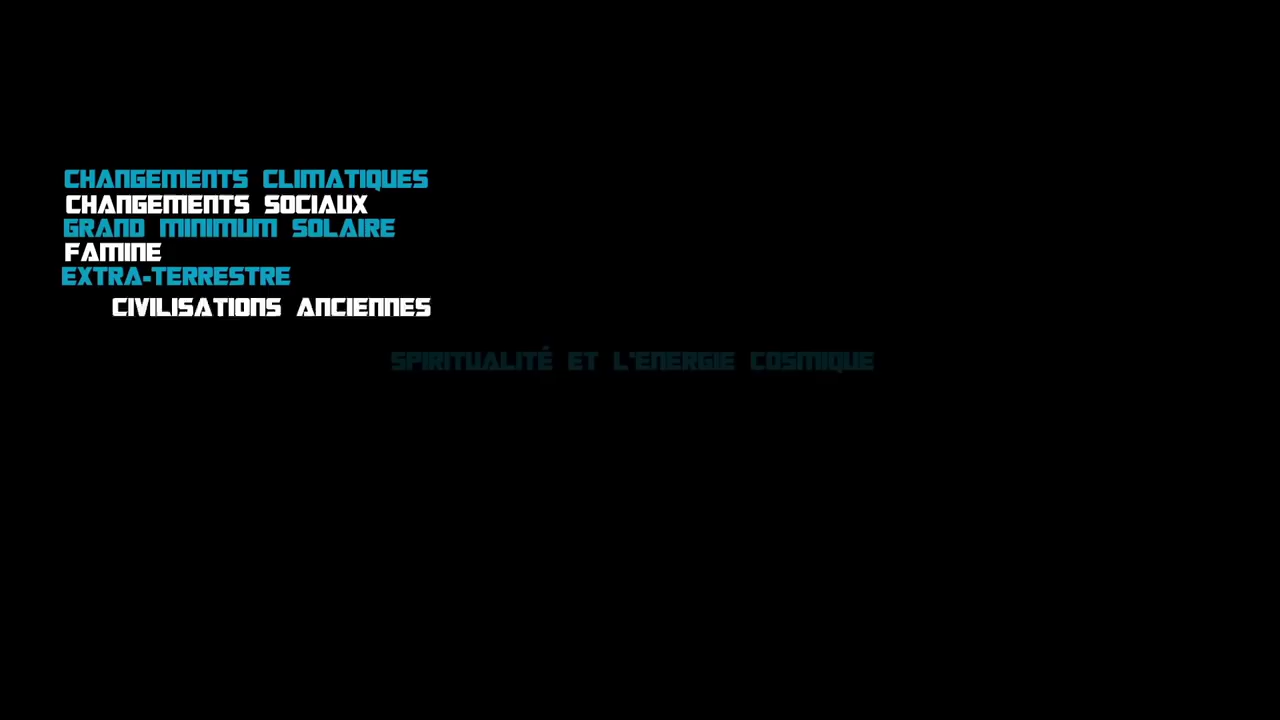 CHANGEMENTS CLIMATIQUES
CHANGEMENTS SOCIAUX
GRAND MINIMUM SOLAIRE
FAMINE
EXTRA-TERRESTRE
CIVILISATIONS ANCIENNES
SPIRITUALITÉ ET L'ENERGIE COSMIQUE